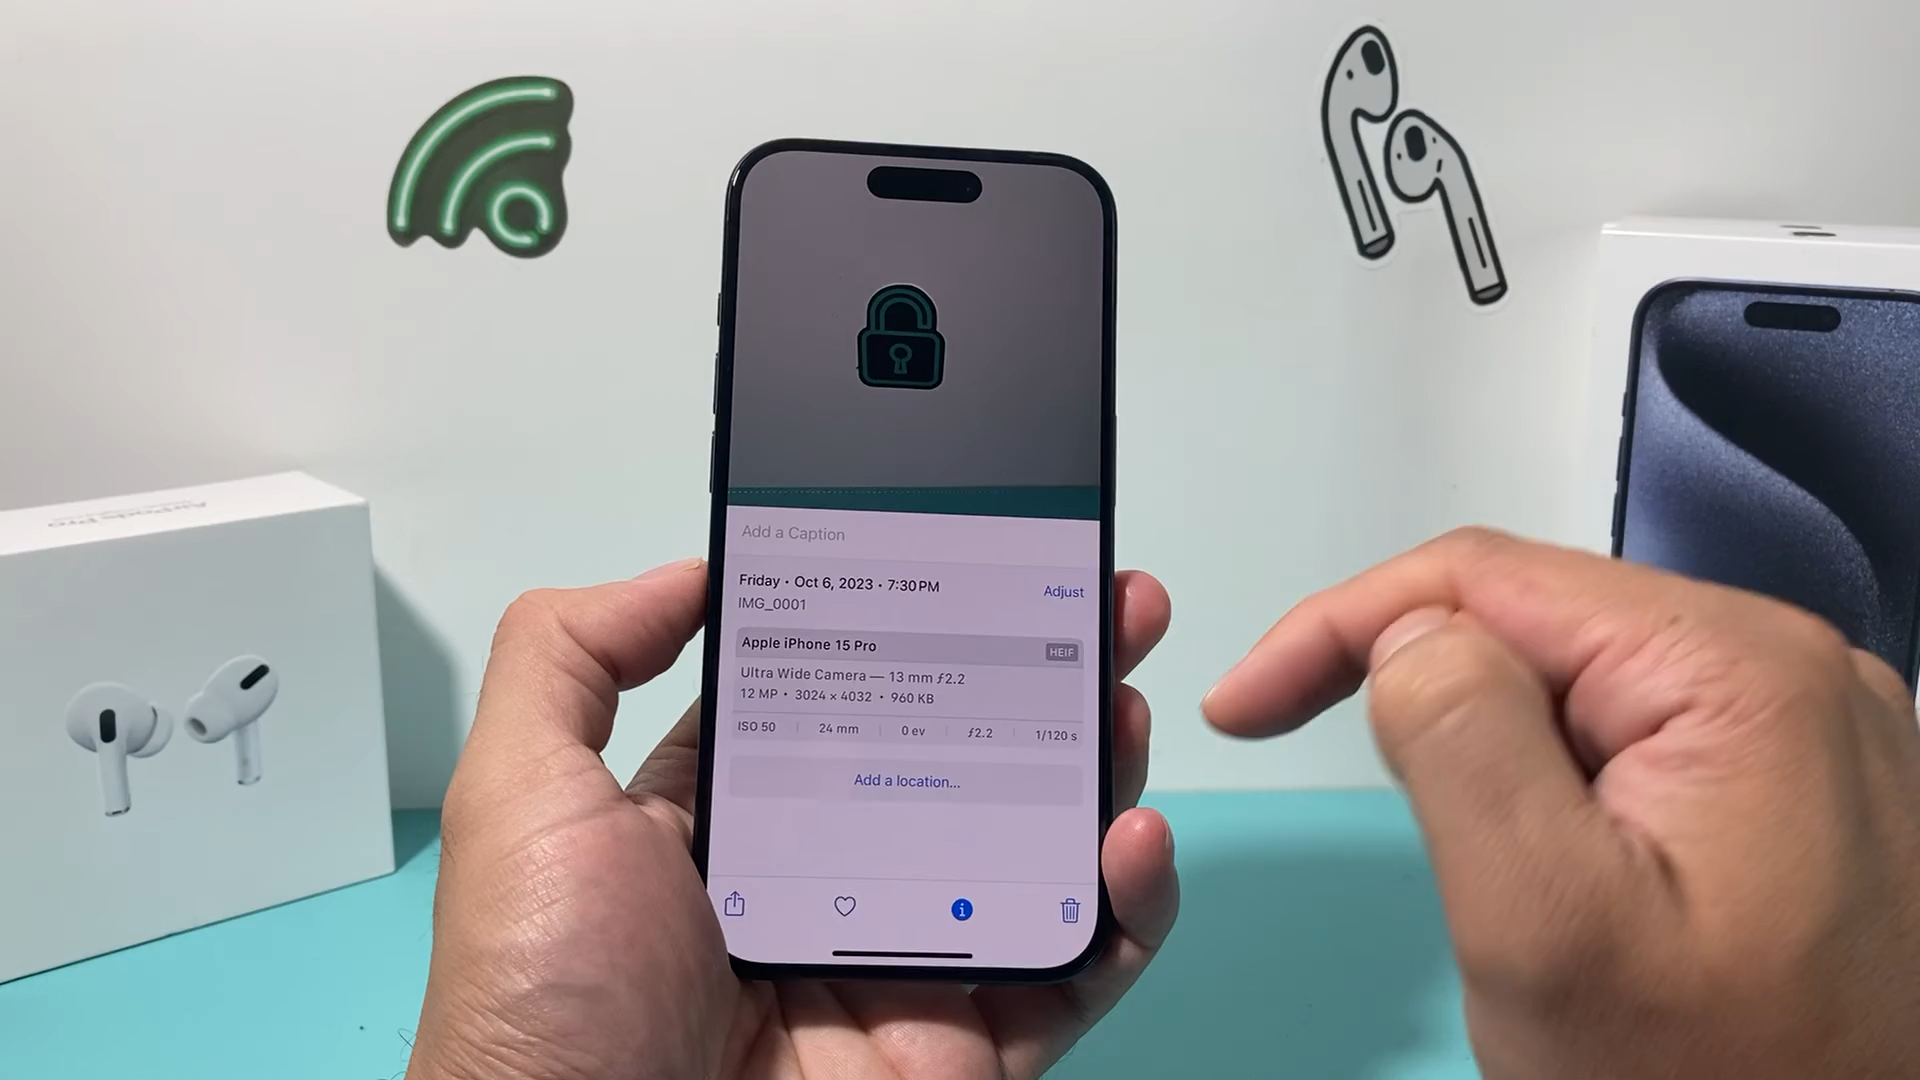 AirPods Pro
Add a Caption
Friday • Oct 6, 2023 • 7:30 PM
Adjust
IMG_0001
Apple iPhone 15 Pro
HEIF
Ultra Wide Camera — 13 mm ƒ2.2
12 MP • 3024 × 4032 • 960 KB
ISO 50 | 24 mm | 0 ev | ƒ2.2 | 1/120 s
Add a location...